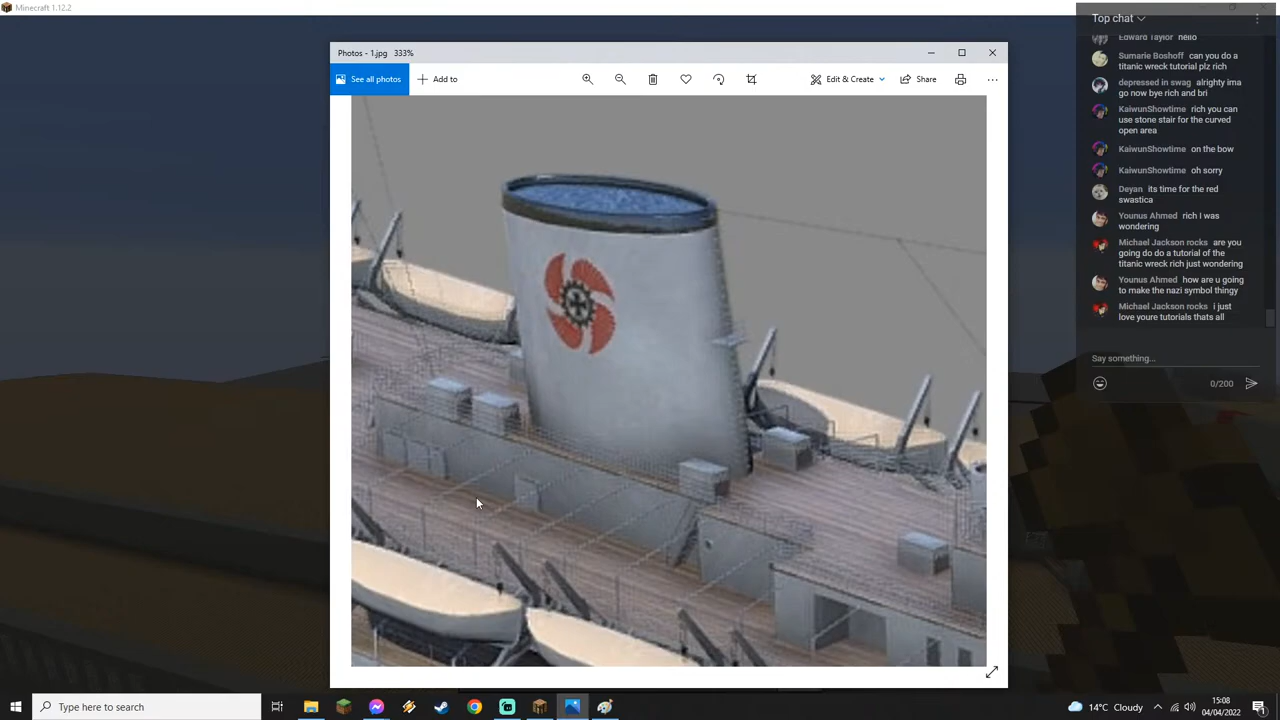 Minecraft 1.12.2
Photos - 1.jpg 333%
See all photos
Add to
Edit & Create
Share
Top chat
Edward Taylor hello
Sumarie Boshoff can you do a
titanic wreck tutorial plz rich
depressed in swag alrighty ima
go now bye rich and bri
KaiwunShowtime rich you can
use stone stair for the curved
open area
KaiwunShowtime on the bow
KaiwunShowtime oh sorry
Deyan its time for the red
swastica
Younus Ahmed rich I was
wondering
Michael Jackson rocks are you
going do do a tutorial of the
titanic wreck rich just wondering
Younus Ahmed how are u going
to make the nazi symbol thingy
Michael Jackson rocks i just
love youre tutorials thats all
Say something...
0/200
Type here to search
14°C Cloudy
15:08
04/04/2022